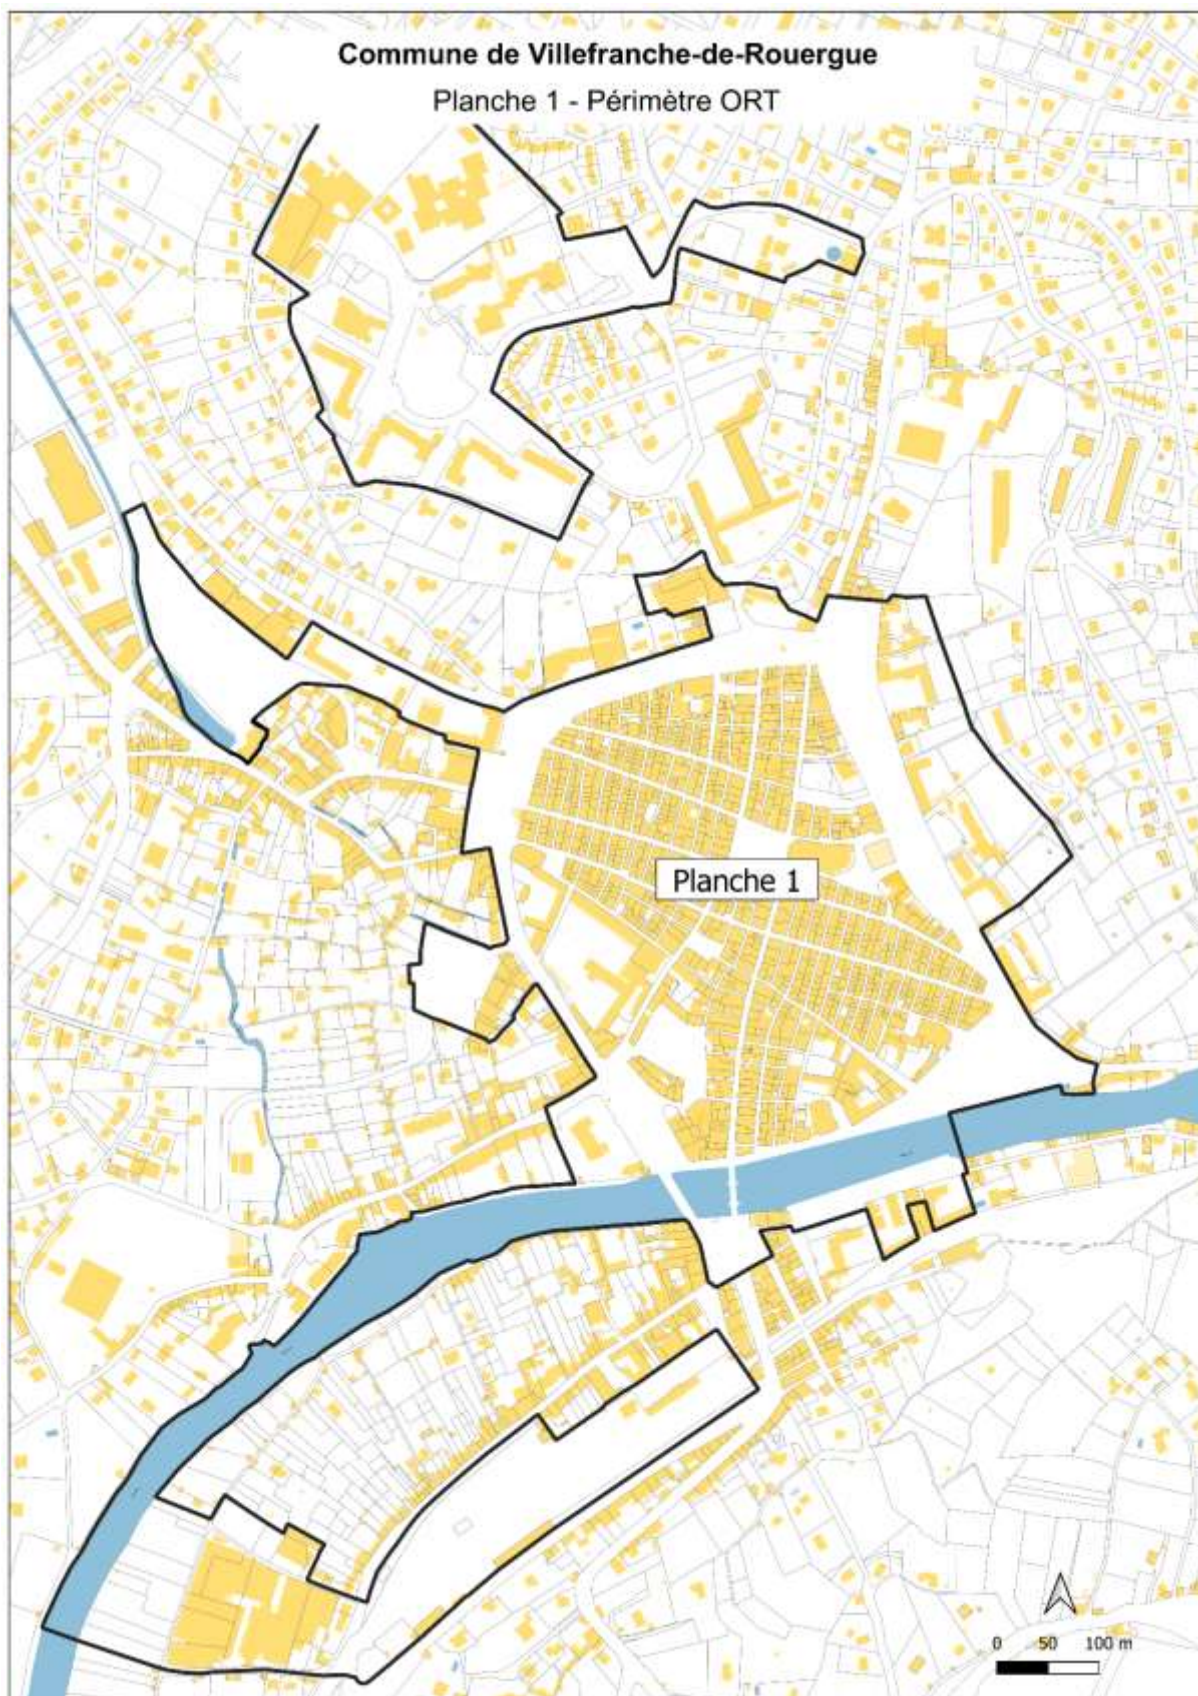 Commune de Villefranche-de-Rouergue
Planche 1 - Périmètre ORT
Planche 1
0 50 100 m